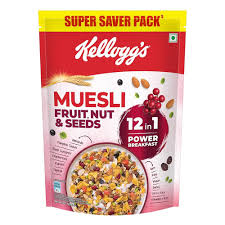 SUPER SAVER PACK*
Kellogg's
MUESLI
FRUIT, NUT
& SEEDS
12 in 1
POWER
BREAKFAST